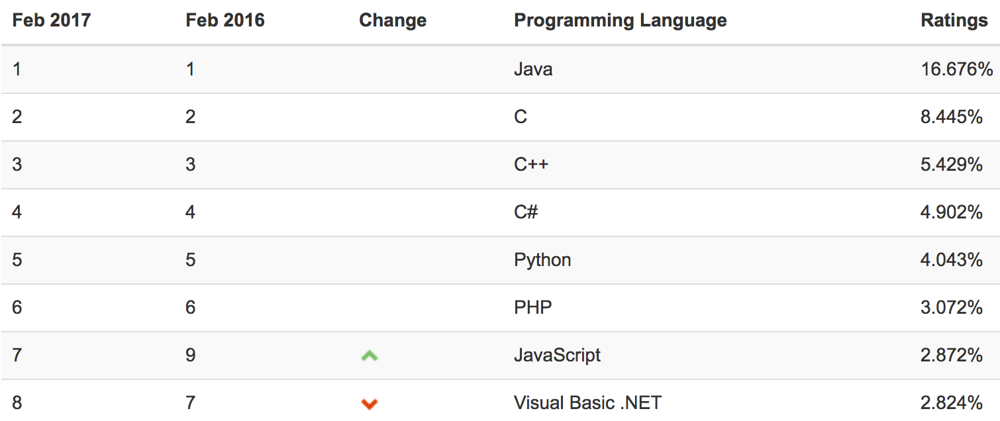 Feb 2017 Feb 2016 Change Programming Language Ratings
1 1 Java 16.676%
2 2 C 8.445%
3 3 C++ 5.429%
4 4 C# 4.902%
5 5 Python 4.043%
6 6 PHP 3.072%
7 9 JavaScript 2.872%
8 7 Visual Basic .NET 2.824%